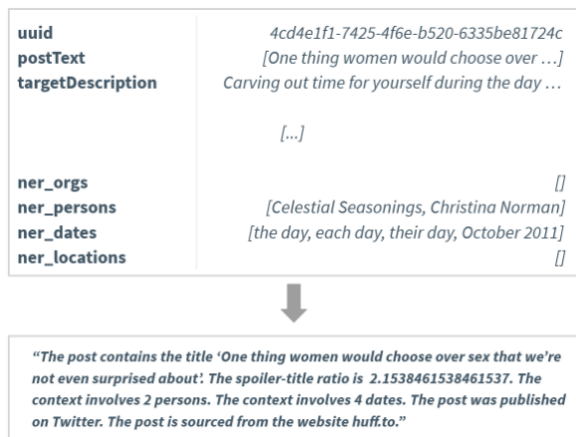 uuid 4cd4e1f1-7425-4f6e-b520-6335be81724c
postText [One thing women would choose over ...]
targetDescription Carving out time for yourself during the day ...
[...]
ner_orgs []
ner_persons [Celestial Seasonings, Christina Norman]
ner_dates [the day, each day, their day, October 2011]
ner_locations []
“The post contains the title ‘One thing women would choose over sex that we’re
not even surprised about’. The spoiler-title ratio is 2.1538461538461537. The
context involves 2 persons. The context involves 4 dates. The post was published
on Twitter. The post is sourced from the website huff.to.”